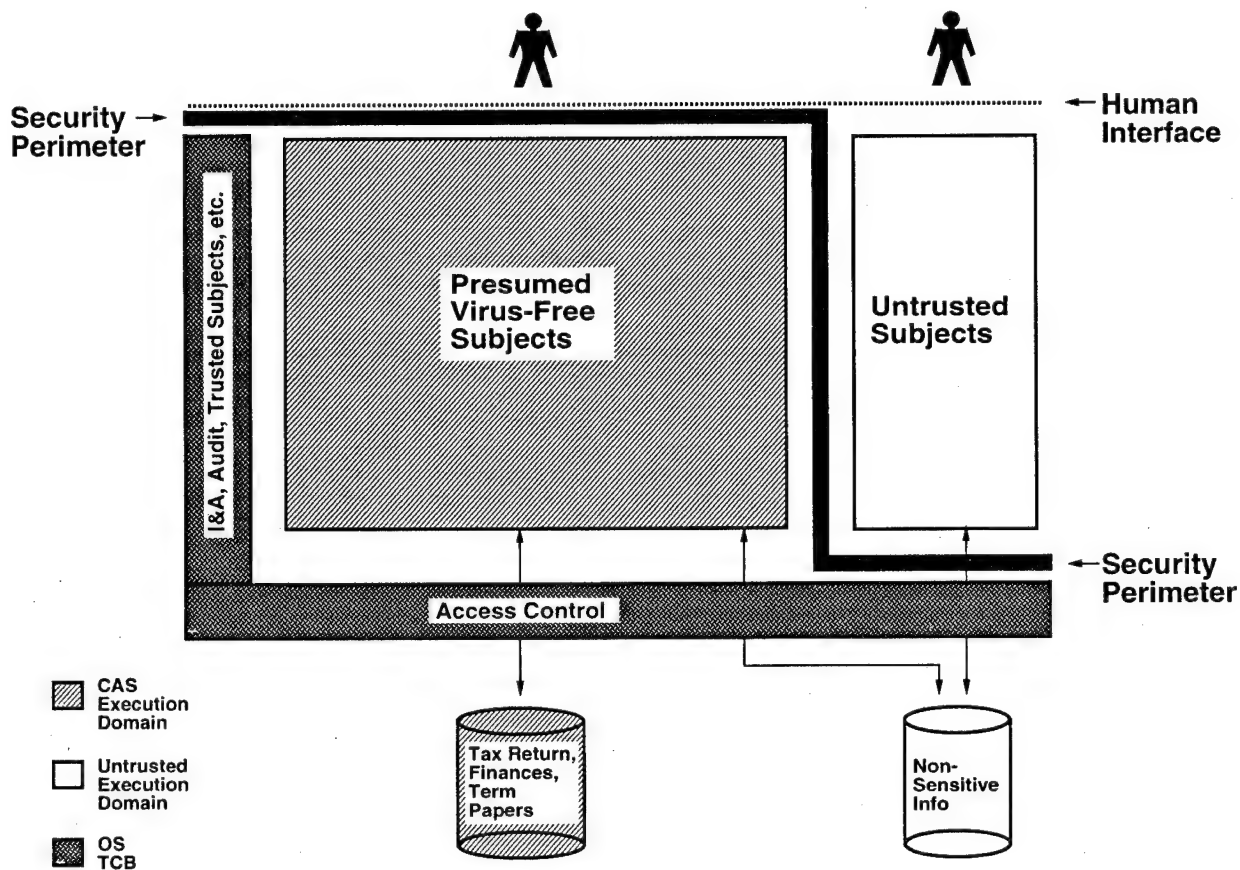 Security
Perimeter
Human
Interface
I&A, Audit, Trusted Subjects, etc.
Presumed
Virus-Free
Subjects
Untrusted
Subjects
Security
Perimeter
Access Control
CAS
Execution
Domain
Untrusted
Execution
Domain
OS
TCB
Tax Return,
Finances,
Term
Papers
Non-
Sensitive
Info